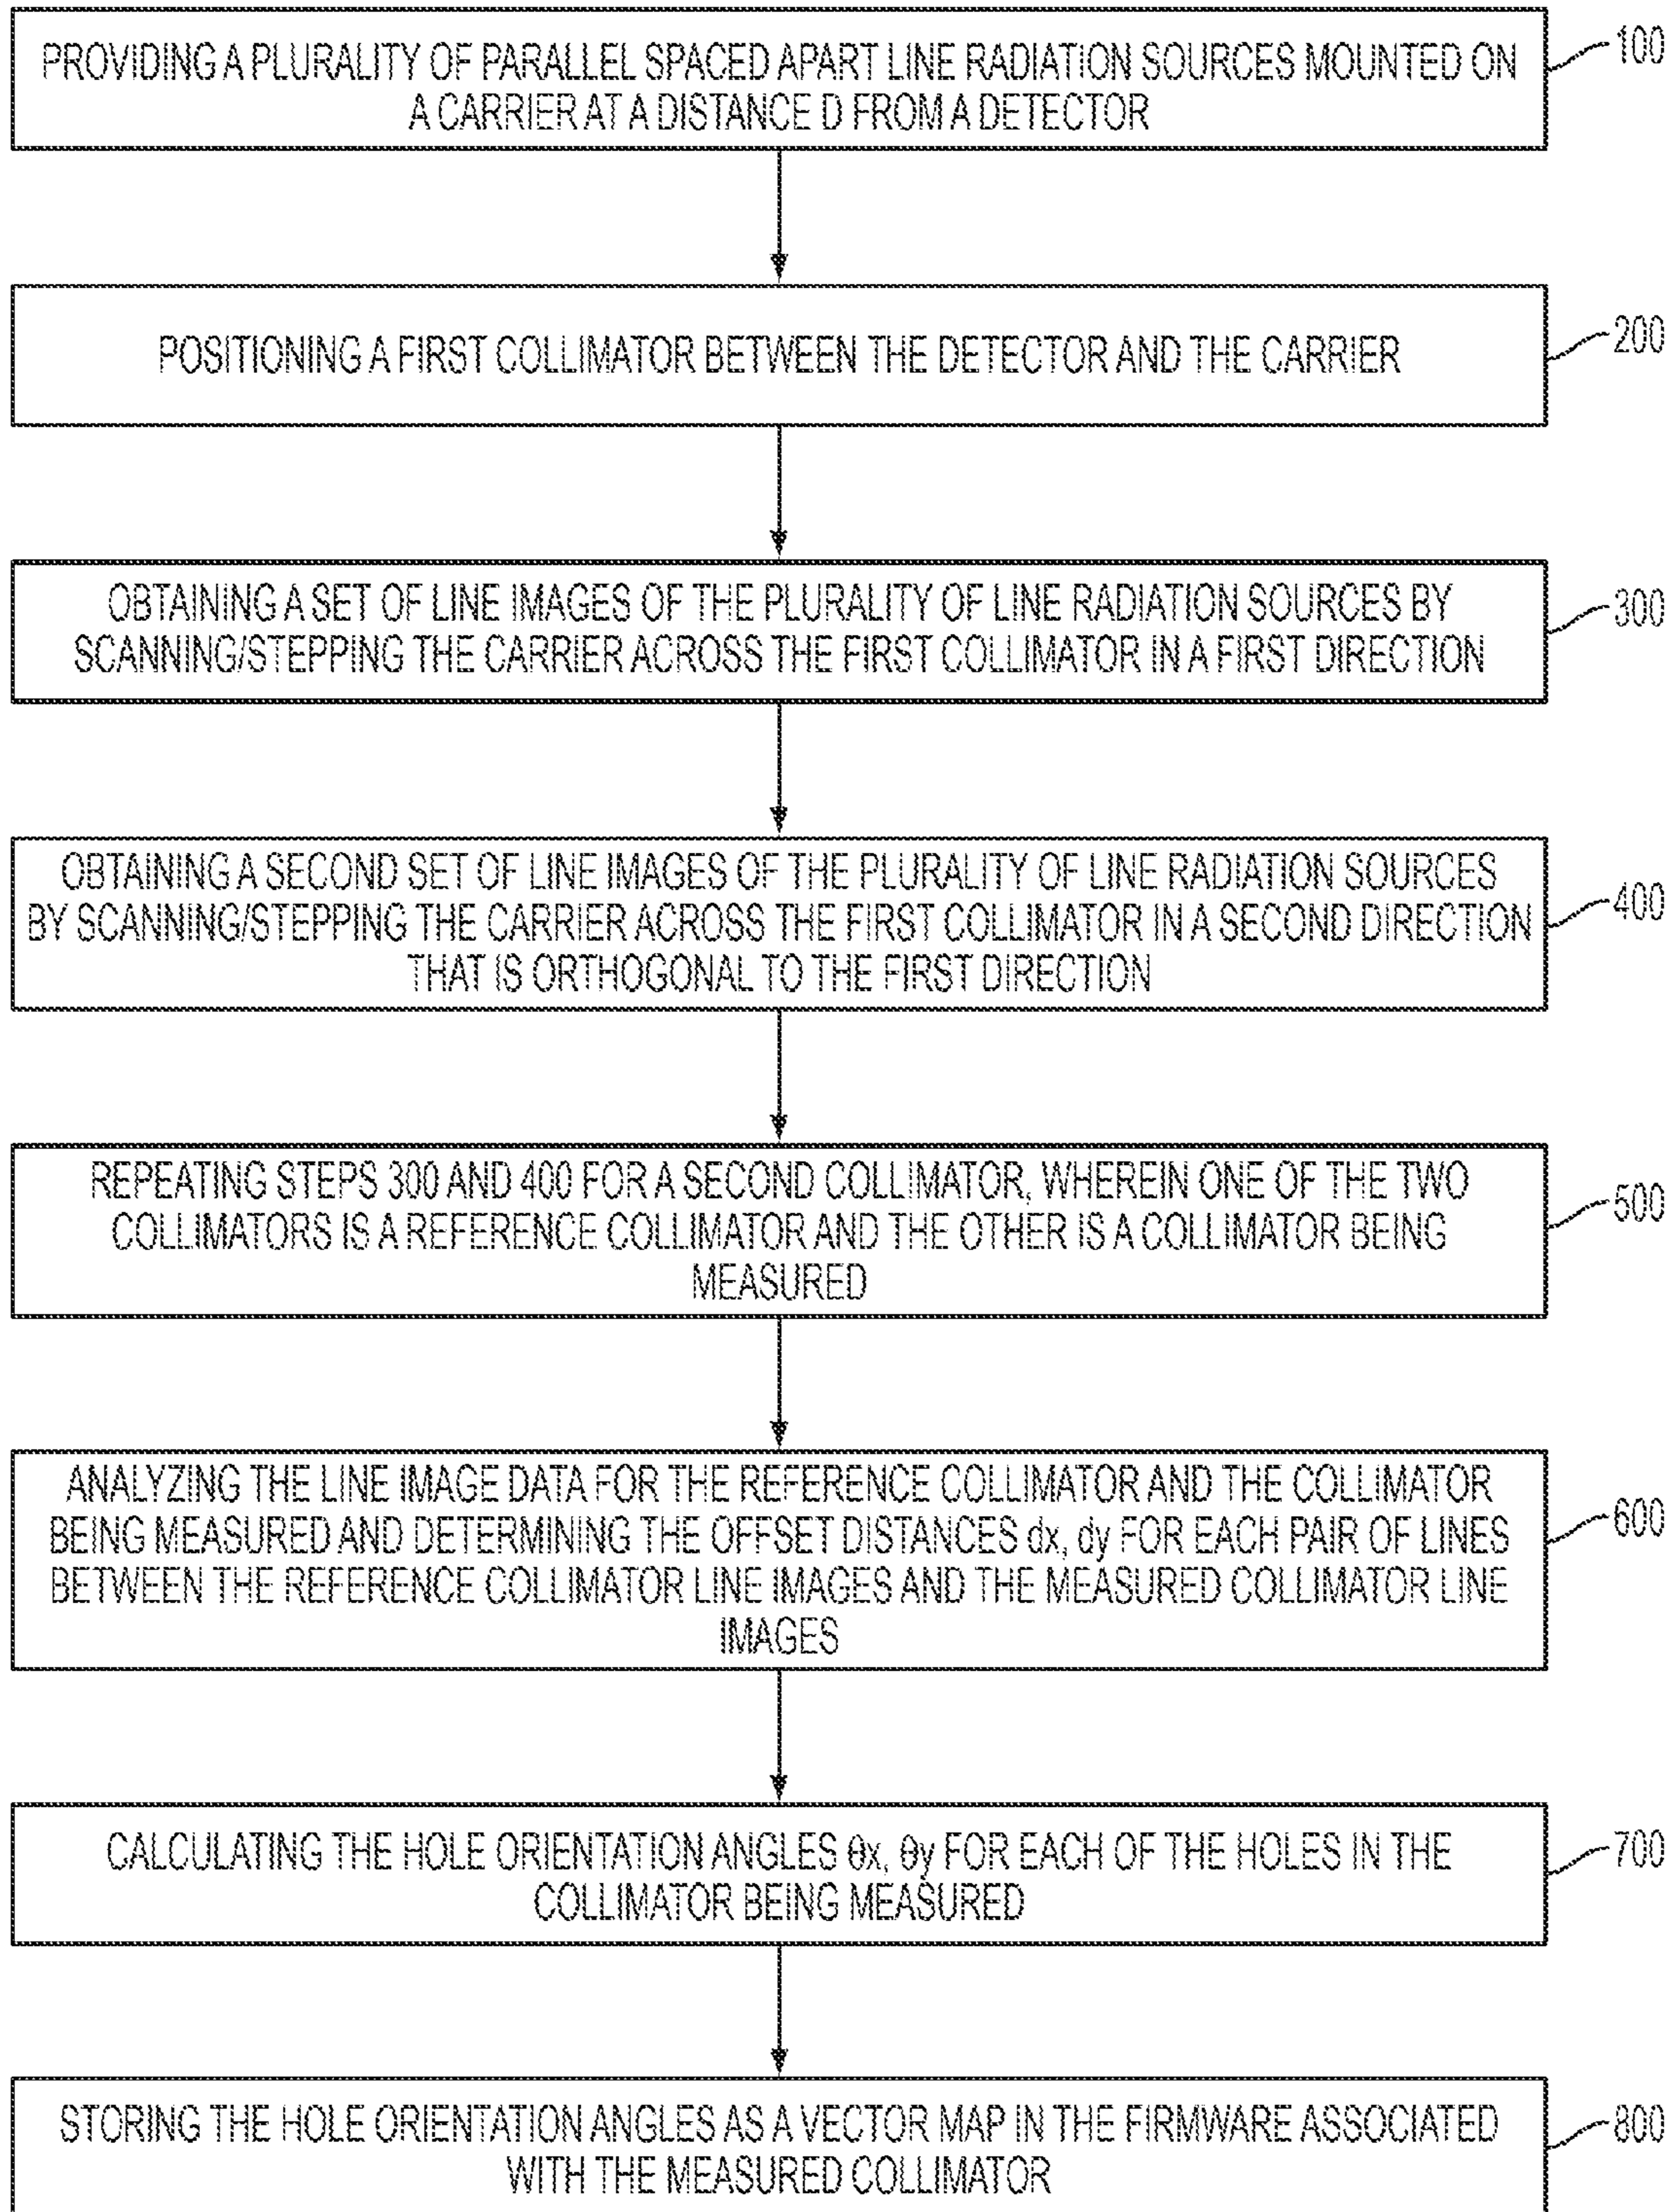 PROVIDING A PLURALITY OF PARALLEL SPACED APART LINE RADIATION SOURCES MOUNTED ON
A CARRIER AT A DISTANCE D FROM A DETECTOR
100
POSITIONING A FIRST COLLIMATOR BETWEEN THE DETECTOR AND THE CARRIER
200
OBTAINING A SET OF LINE IMAGES OF THE PLURALITY OF LINE RADIATION SOURCES BY
SCANNING/STEPPING THE CARRIER ACROSS THE FIRST COLLIMATOR IN A FIRST DIRECTION
300
OBTAINING A SECOND SET OF LINE IMAGES OF THE PLURALITY OF LINE RADIATION SOURCES
BY SCANNING/STEPPING THE CARRIER ACROSS THE FIRST COLLIMATOR IN A SECOND DIRECTION
THAT IS ORTHOGONAL TO THE FIRST DIRECTION
400
REPEATING STEPS 300 AND 400 FOR A SECOND COLLIMATOR, WHEREIN ONE OF THE TWO
COLLIMATORS IS A REFERENCE COLLIMATOR AND THE OTHER IS A COLLIMATOR BEING
MEASURED
500
ANALYZING THE LINE IMAGE DATA FOR THE REFERENCE COLLIMATOR AND THE COLLIMATOR
BEING MEASURED AND DETERMINING THE OFFSET DISTANCES dx, dy FOR EACH PAIR OF LINES
BETWEEN THE REFERENCE COLLIMATOR LINE IMAGES AND THE MEASURED COLLIMATOR LINE
IMAGES
600
CALCULATING THE HOLE ORIENTATION ANGLES θx, θy FOR EACH OF THE HOLES IN THE
COLLIMATOR BEING MEASURED
700
STORING THE HOLE ORIENTATION ANGLES AS A VECTOR MAP IN THE FIRMWARE ASSOCIATED
WITH THE MEASURED COLLIMATOR
800